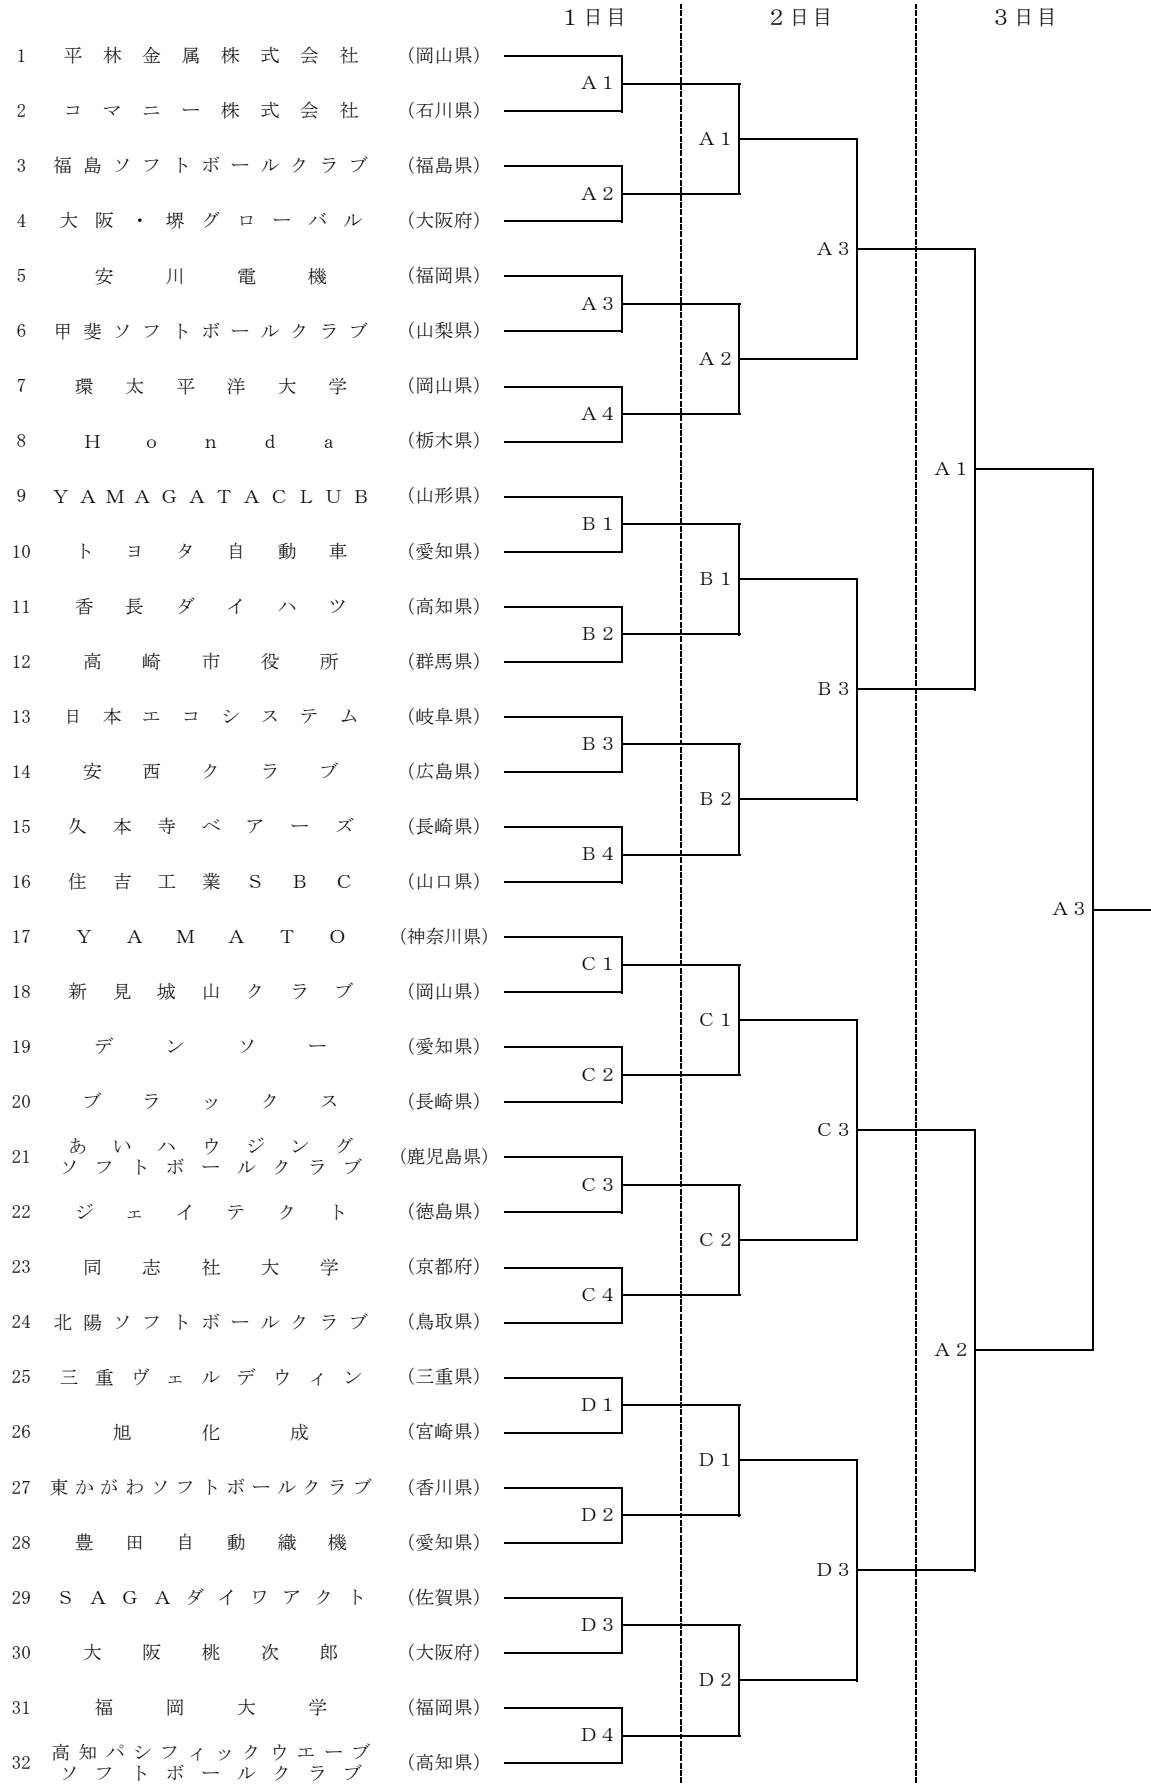 1日目 2日目 3日目
1 平林金属株式会社 (岡山県)
A1
2 コマニー株式会社 (石川県)
A1
3 福島ソフトボールクラブ (福島県)
A2
4 大阪・堺グローバル (大阪府)
A3
5 安川電機 (福岡県)
A3
6 甲斐ソフトボールクラブ (山梨県)
A2
7 環太平洋大学 (岡山県)
A4
8 Honda (栃木県)
A1
9 YAMAGATACLUB (山形県)
B1
10 トヨタ自動車 (愛知県)
B1
11 香長ダイハツ (高知県)
B2
12 高崎市役所 (群馬県)
B3
13 日本エコシステム (岐阜県)
B3
14 安西クラブ (広島県)
B2
15 久本寺ベアーズ (長崎県)
B4
16 住吉工業SBC (山口県)
A3
17 YAMATO (神奈川県)
C1
18 新見城山クラブ (岡山県)
C1
19 デンソー (愛知県)
C2
20 ブラックス (長崎県)
C3
21 あいハウジング
ソフトボールクラブ (鹿児島県)
C3
22 ジェイテクト (徳島県)
C2
23 同志社大学 (京都府)
C4
24 北陽ソフトボールクラブ (鳥取県)
A2
25 三重ヴェルデウィン (三重県)
D1
26 旭化成 (宮崎県)
D1
27 東かがわソフトボールクラブ (香川県)
D2
28 豊田自動織機 (愛知県)
D3
29 SAGAダイワアクト (佐賀県)
D3
30 大阪桃次郎 (大阪府)
D2
31 福岡大学 (福岡県)
D4
32 高知パシフィックウエーブ
ソフトボールクラブ (高知県)